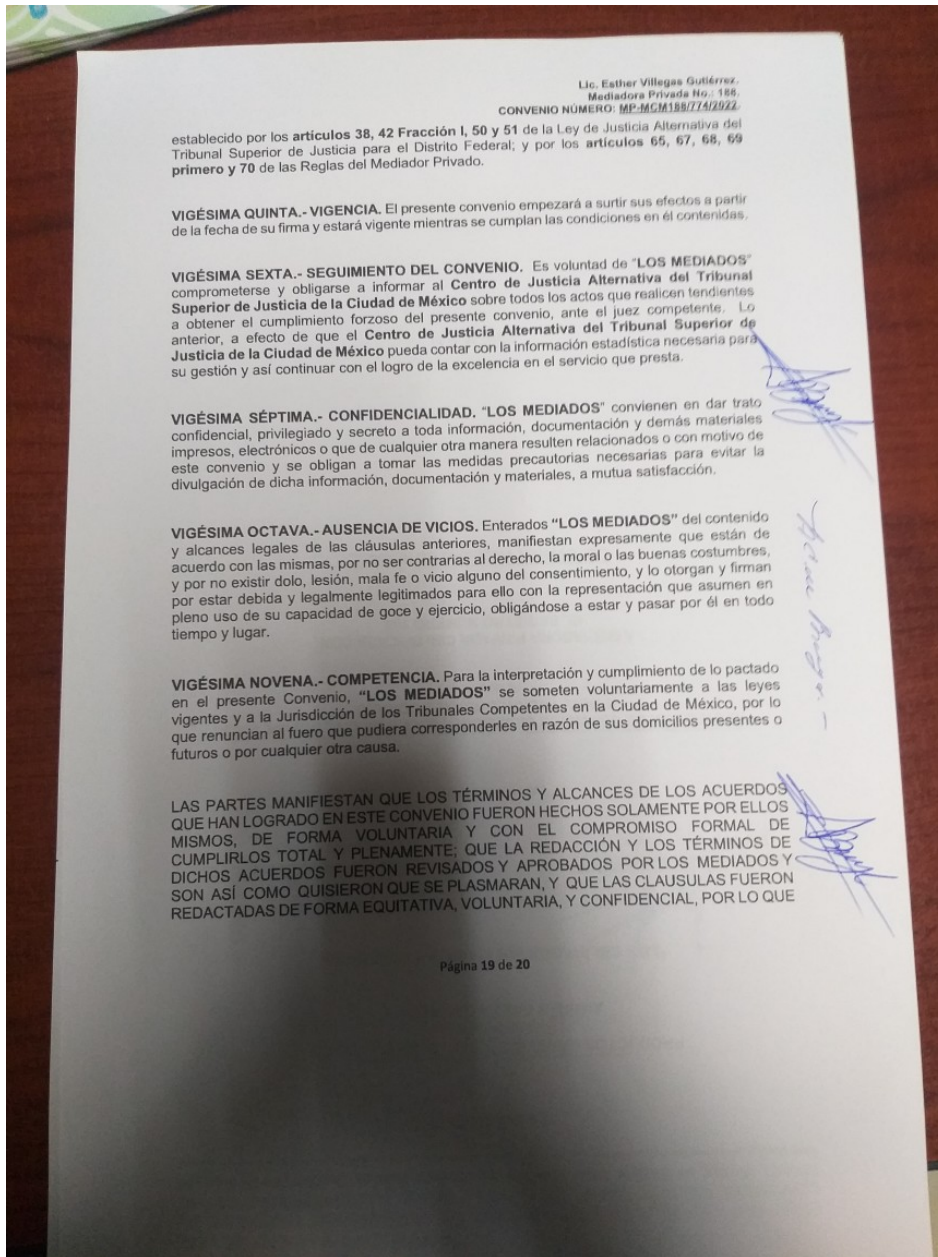 Lic. Esther Villegas Gutiérrez.
Mediadora Privada No.: 188.
CONVENIO NÚMERO: MP-MCM188/774/2022.
establecido por los artículos 38, 42 Fracción I, 50 y 51 de la Ley de Justicia Alternativa del
Tribunal Superior de Justicia para el Distrito Federal; y por los artículos 65, 67, 68, 69
primero y 70 de las Reglas del Mediador Privado.
VIGÉSIMA QUINTA.- VIGENCIA. El presente convenio empezará a surtir sus efectos a partir
de la fecha de su firma y estará vigente mientras se cumplan las condiciones en él contenidas.
VIGÉSIMA SEXTA.- SEGUIMIENTO DEL CONVENIO. Es voluntad de "LOS MEDIADOS"
comprometerse y obligarse a informar al Centro de Justicia Alternativa del Tribunal
Superior de Justicia de la Ciudad de México sobre todos los actos que realicen tendientes
a obtener el cumplimiento forzoso del presente convenio, ante el juez competente. Lo
anterior, a efecto de que el Centro de Justicia Alternativa del Tribunal Superior de
Justicia de la Ciudad de México pueda contar con la información estadística necesaria para
su gestión y así continuar con el logro de la excelencia en el servicio que presta.
VIGÉSIMA SÉPTIMA.- CONFIDENCIALIDAD. "LOS MEDIADOS" convienen en dar trato
confidencial, privilegiado y secreto a toda información, documentación y demás materiales
impresos, electrónicos o que de cualquier otra manera resulten relacionados o con motivo de
este convenio y se obligan a tomar las medidas precautorias necesarias para evitar la
divulgación de dicha información, documentación y materiales, a mutua satisfacción.
VIGÉSIMA OCTAVA.- AUSENCIA DE VICIOS. Enterados "LOS MEDIADOS" del contenido
y alcances legales de las cláusulas anteriores, manifiestan expresamente que están de
acuerdo con las mismas, por no ser contrarias al derecho, la moral o las buenas costumbres,
y por no existir dolo, lesión, mala fe o vicio alguno del consentimiento, y lo otorgan y firman
por estar debida y legalmente legitimados para ello con la representación que asumen en
pleno uso de su capacidad de goce y ejercicio, obligándose a estar y pasar por él en todo
tiempo y lugar.
VIGÉSIMA NOVENA.- COMPETENCIA. Para la interpretación y cumplimiento de lo pactado
en el presente Convenio, "LOS MEDIADOS" se someten voluntariamente a las leyes
vigentes y a la Jurisdicción de los Tribunales Competentes en la Ciudad de México, por lo
que renuncian al fuero que pudiera corresponderles en razón de sus domicilios presentes o
futuros o por cualquier otra causa.
LAS PARTES MANIFIESTAN QUE LOS TÉRMINOS Y ALCANCES DE LOS ACUERDOS
QUE HAN LOGRADO EN ESTE CONVENIO FUERON HECHOS SOLAMENTE POR ELLOS
MISMOS, DE FORMA VOLUNTARIA Y CON EL COMPROMISO FORMAL DE
CUMPLIRLOS TOTAL Y PLENAMENTE; QUE LA REDACCIÓN Y LOS TÉRMINOS DE
DICHOS ACUERDOS FUERON REVISADOS Y APROBADOS POR LOS MEDIADOS Y
SON ASÍ COMO QUISIERON QUE SE PLASMARAN, Y QUE LAS CLAUSULAS FUERON
REDACTADAS DE FORMA EQUITATIVA, VOLUNTARIA, Y CONFIDENCIAL, POR LO QUE
Página 19 de 20